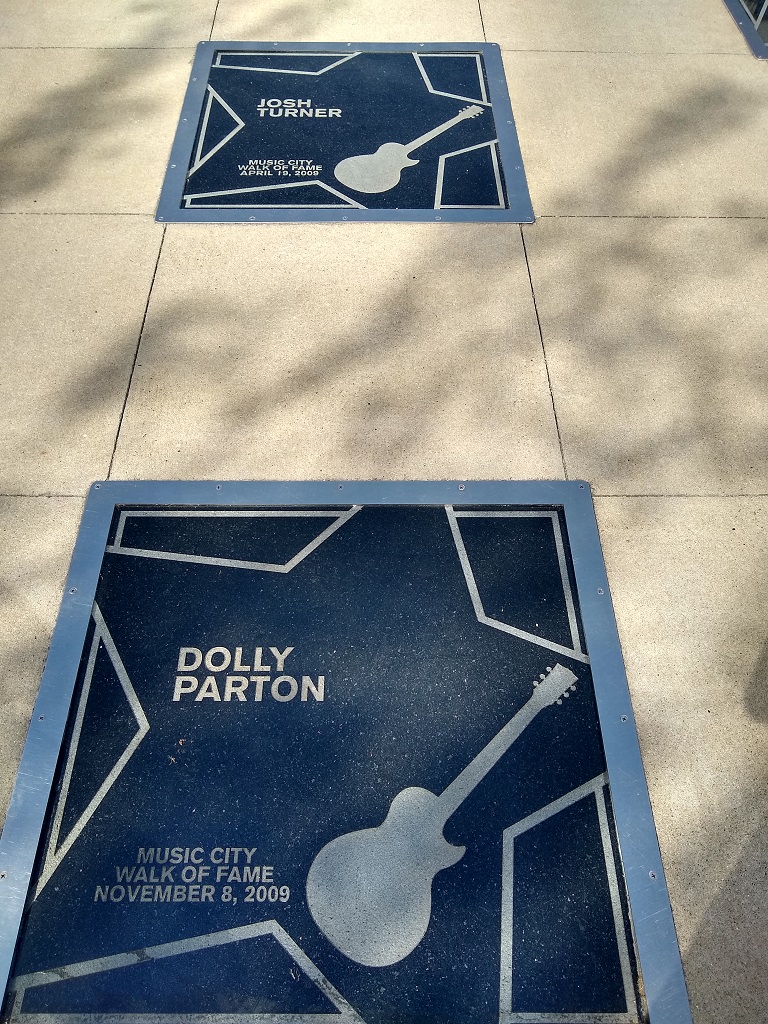 JOSH
TURNER
MUSIC CITY
WALK OF FAME
APRIL 19, 2009
DOLLY
PARTON
MUSIC CITY
WALK OF FAME
NOVEMBER 8, 2009